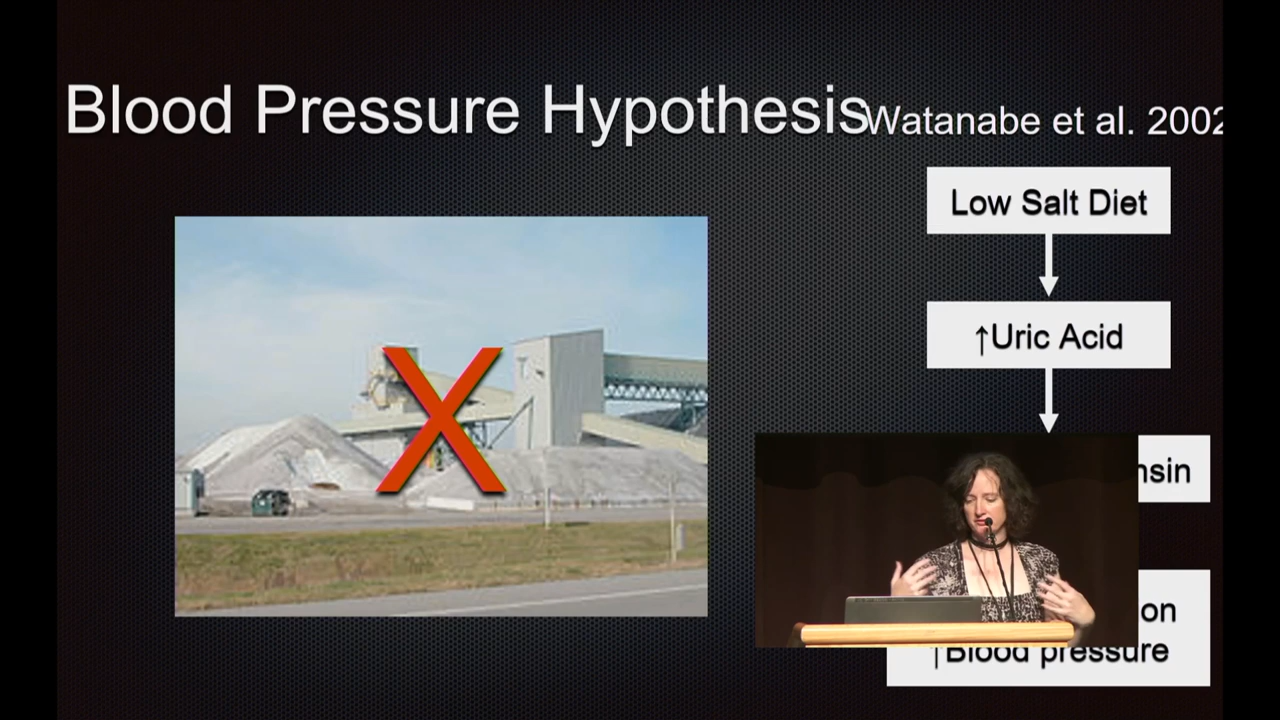 Blood Pressure Hypothesis
Watanabe et al. 2002
Low Salt Diet
↑Uric Acid
nsin
on
↑Blood pressure
X